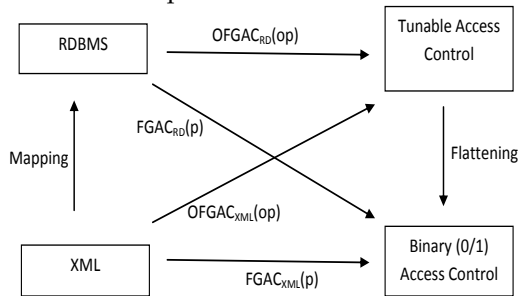 RDBMS
OFGAC_RD(op)
Tunable Access
Control
FGAC_RD(p)
Mapping
Flattening
OFGAC_XML(op)
XML
FGAC_XML(p)
Binary (0/1)
Access Control